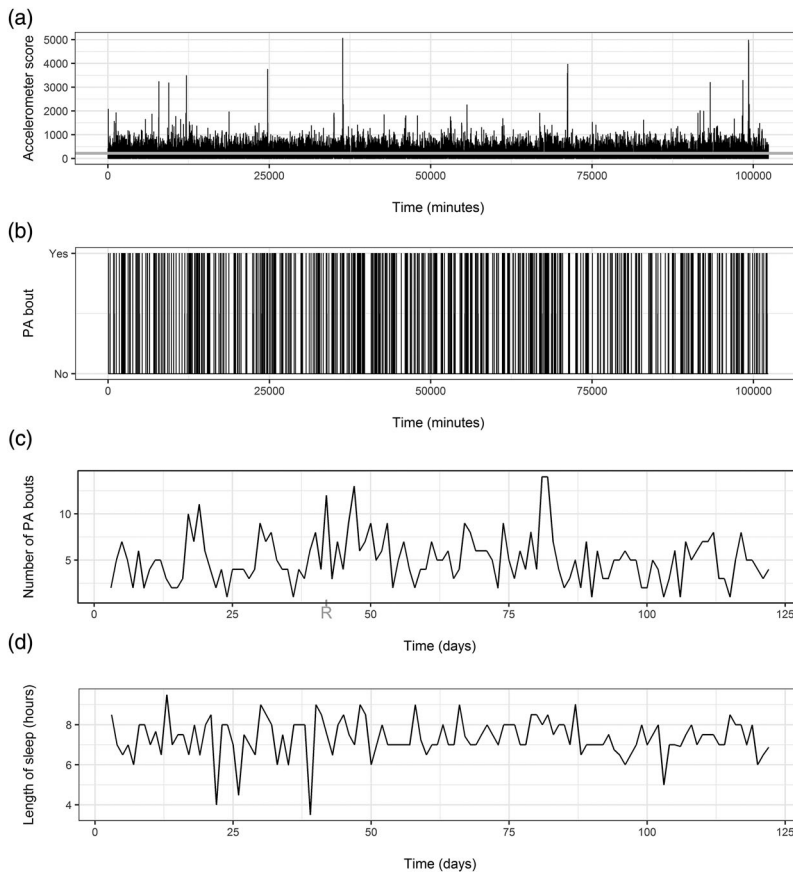 (a)
Accelerometer score
5000
4000
3000
2000
1000
0
0 25000 50000 75000 100000
Time (minutes)
(b)
PA bout
Yes
No
0 25000 50000 75000 100000
Time (minutes)
(c)
Number of PA bouts
10
5
0 25 50 75 100 125
R
Time (days)
(d)
Length of sleep (hours)
8
6
4
0 25 50 75 100 125
Time (days)